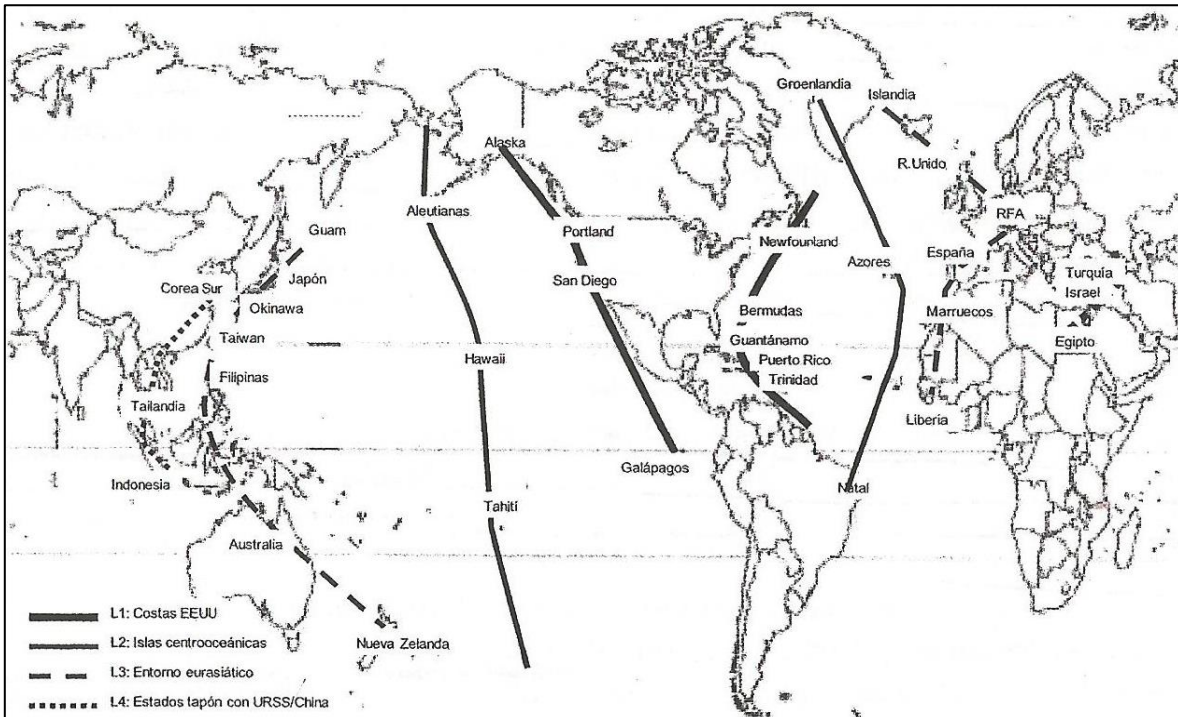 Groenlandia
Islandia
Alaska
R.Unido
Aleutianas
RFA
Guam
Portland
Newfounland
España
Azores
Japón
Turquía
Corea Sur
San Diego
Israel
Okinawa
Bermudas
Marruecos
Taiwan
Guantánamo
Egipto
Hawaii
Puerto Rico
Filipinas
Trinidad
Tailandia
Liberia
Galápagos
Indonesia
Natal
Tahití
Australia
L1: Costas EEUU
L2: Islas centrooceánicas
Nueva Zelanda
L3: Entorno eurasiático
L4: Estados tapón con URSS/China